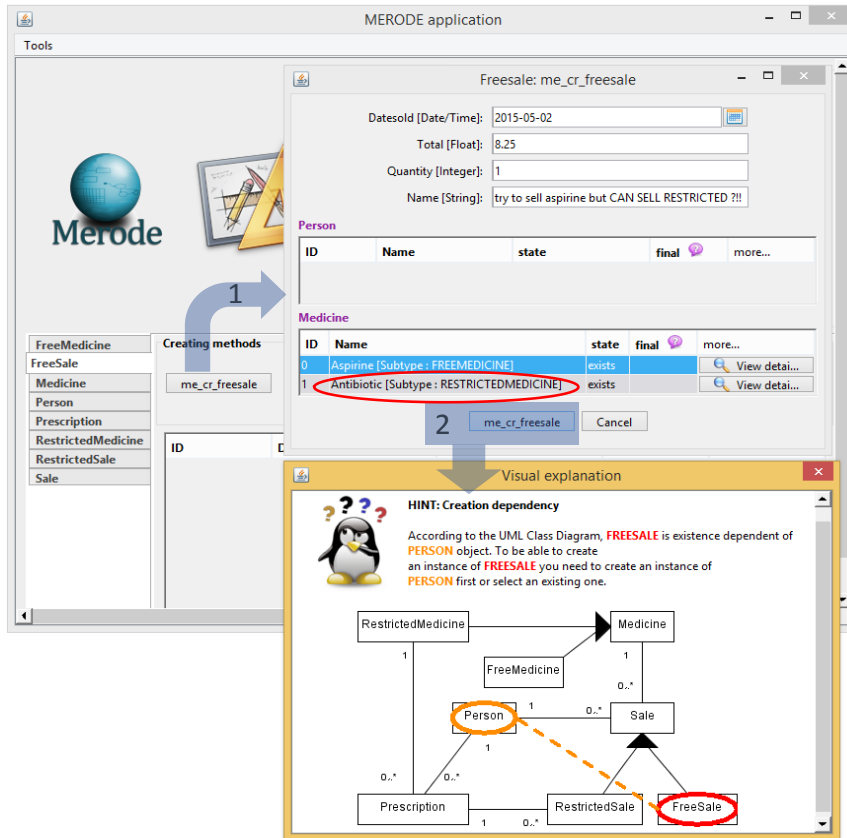 MERODE application
Tools
Merode
1
FreeMedicine
FreeSale
Medicine
Person
Prescription
RestrictedMedicine
RestrictedSale
Sale
Creating methods
me_cr_freesale
ID
Freesale: me_cr_freesale
Datesold [Date/Time]: 2015-05-02
Total [Float]: 8.25
Quantity [Integer]: 1
Name [String]: try to sell aspirine but CAN SELL RESTRICTED ?!!
Person
ID Name state final more...
Medicine
ID Name state final more...
0 Aspirine [Subtype : FREEMEDICINE] exists View detai...
1 Antibiotic [Subtype : RESTRICTEDMEDICINE] exists View detai...
2
me_cr_freesale Cancel
Visual explanation
? ? ? ?
HINT: Creation dependency
According to the UML Class Diagram, FREESALE is existence dependent of
PERSON object. To be able to create
an instance of FREESALE you need to create an instance of
PERSON first or select an existing one.
RestrictedMedicine Medicine
1 1
FreeMedicine
0..*
Person 1 0..* Sale
1
0..* 0..*
Prescription RestrictedSale FreeSale
1 0..*